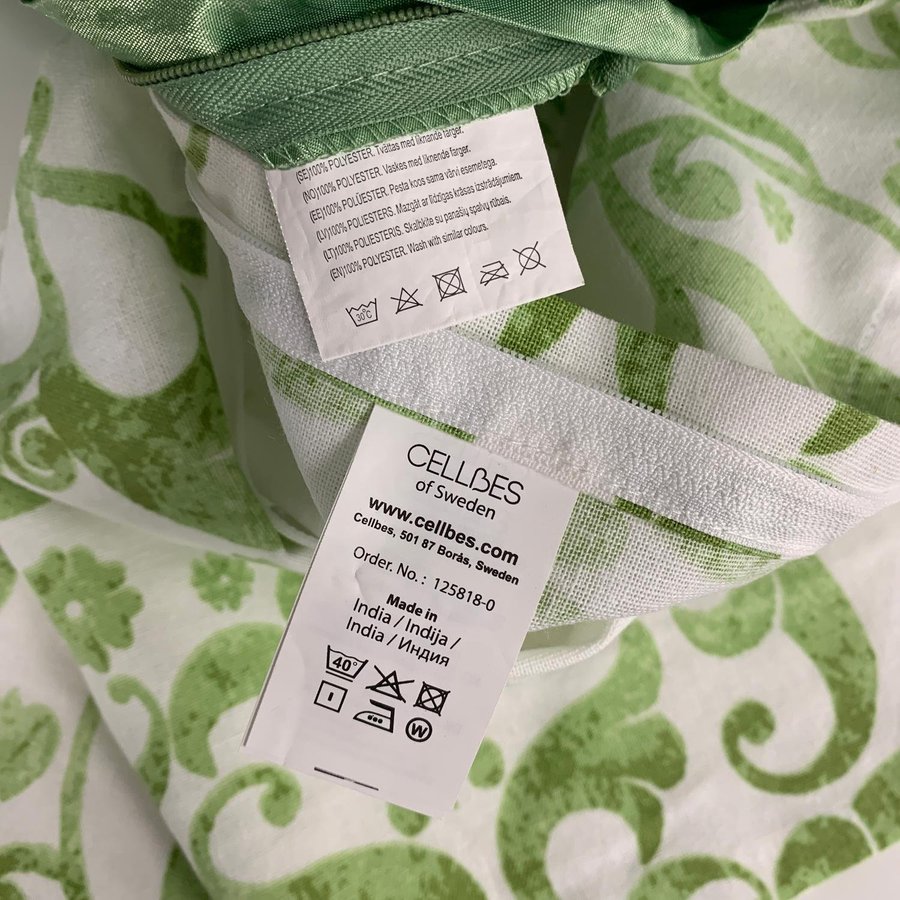 (SE)100% POLYESTER. Tvättas med liknande färger.
(NO)100% POLYESTER. Vaskes med liknende farger.
(EE)100% POLÜESTER. Pesta koos sama värvi esemetega.
(LV)100% POLIESTERS. Mazgāt ar līdzīgas krāsas izstrādājumiem.
(LT)100% POLIESTERIS. Skalbkite su panašių spalvų rūbais.
(EN)100% POLYESTER. Wash with similar colours.
30°C
CELLBES
of Sweden
www.cellbes.com
Cellbes, 501 87 Borås, Sweden
Order. No.: 125818-0
Made in
India / Indija /
India / Индия
40°
W